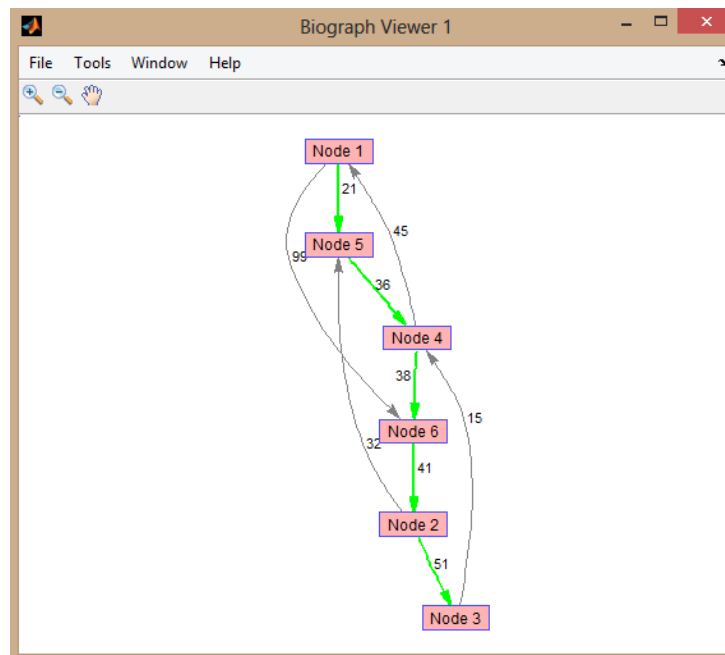 Biograph Viewer 1
File Tools Window Help
Node 1
21
45
99
Node 5
36
Node 4
38
15
Node 6
32
41
Node 2
51
Node 3